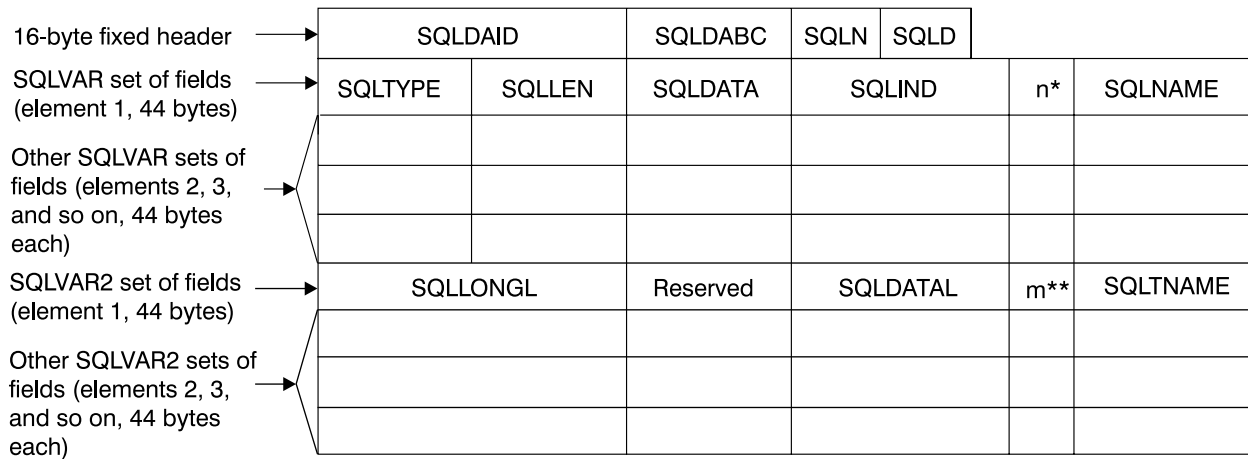 16-byte fixed header
SQLDAID SQLDABC SQLN SQLD
SQLVAR set of fields
(element 1, 44 bytes)
SQLTYPE SQLLEN SQLDATA SQLIND n* SQLNAME
Other SQLVAR sets of
fields (elements 2, 3,
and so on, 44 bytes
each)
SQLVAR2 set of fields
(element 1, 44 bytes)
SQLLONGL Reserved SQLDATAL m** SQLTNAME
Other SQLVAR2 sets of
fields (elements 2, 3,
and so on, 44 bytes
each)